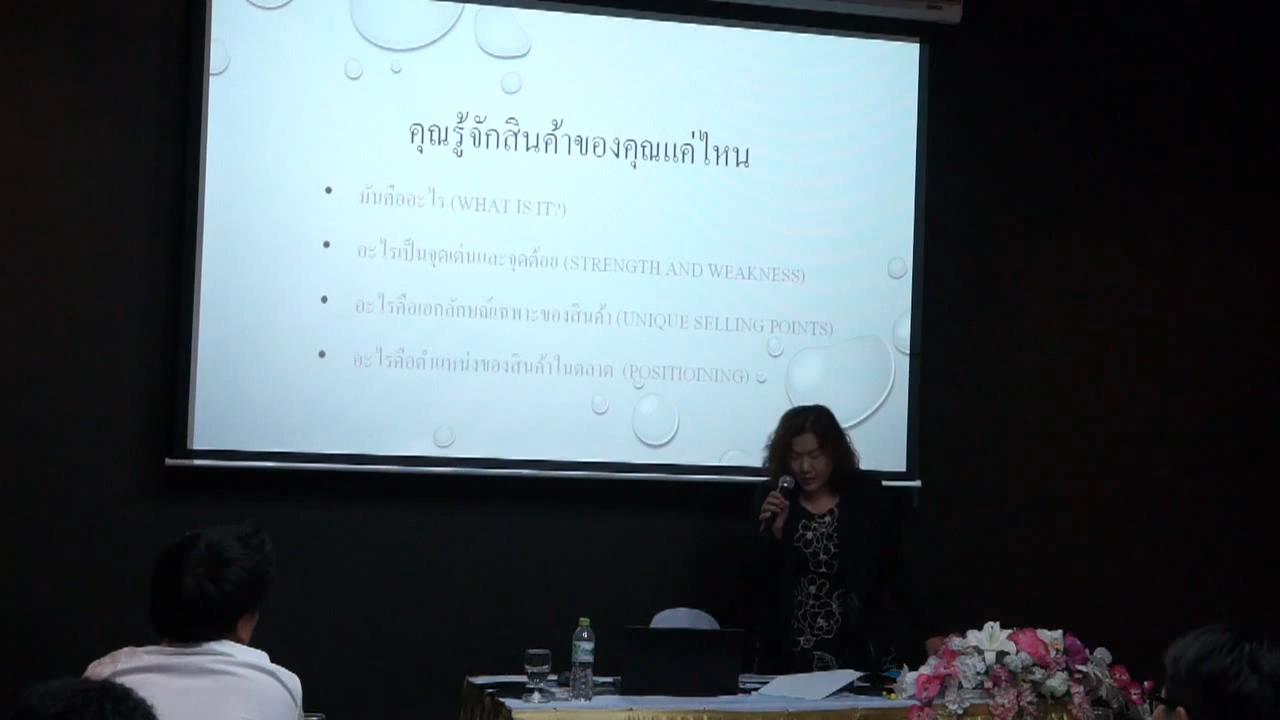 คุณรู้จักสินค้าของคุณแค่ไหน
• มันคืออะไร (WHAT IS IT?)
• อะไรเป็นจุดเด่นและจุดด้อย (STRENGTH AND WEAKNESS)
• อะไรคือเอกลักษณ์เฉพาะของสินค้า (UNIQUE SELLING POINTS)
• อะไรคือตำแหน่งของสินค้าในตลาด (POSITIOINING)